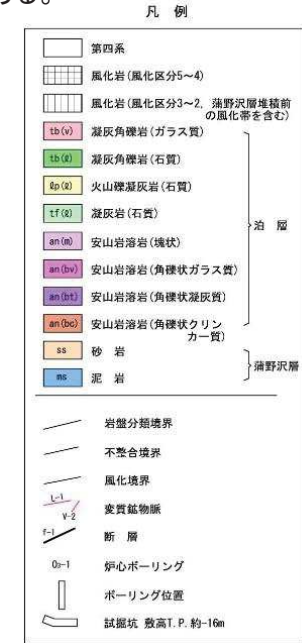 する。
凡 例
第四系
風化岩(風化区分5~4)
風化岩(風化区分3~2, 蒲野沢層堆積前
の風化帯を含む)
tb(v) 凝灰角礫岩(ガラス質)
tb(ℓ) 凝灰角礫岩(石質)
ℓp(ℓ) 火山礫凝灰岩(石質)
tf(ℓ) 凝灰岩(石質)
an(m) 安山岩溶岩(塊状)
an(bv) 安山岩溶岩(角礫状ガラス質)
an(bt) 安山岩溶岩(角礫状凝灰質)
an(bc) 安山岩溶岩(角礫状クリン
カー質)
泊 層
ss 砂 岩
ms 泥 岩
蒲野沢層
岩盤分類境界
不整合境界
風化境界
L-1
V-2
変質鉱物脈
f-1 断 層
O₃-1 炉心ボーリング
ボーリング位置
試掘坑 敷高T.P.約-16m